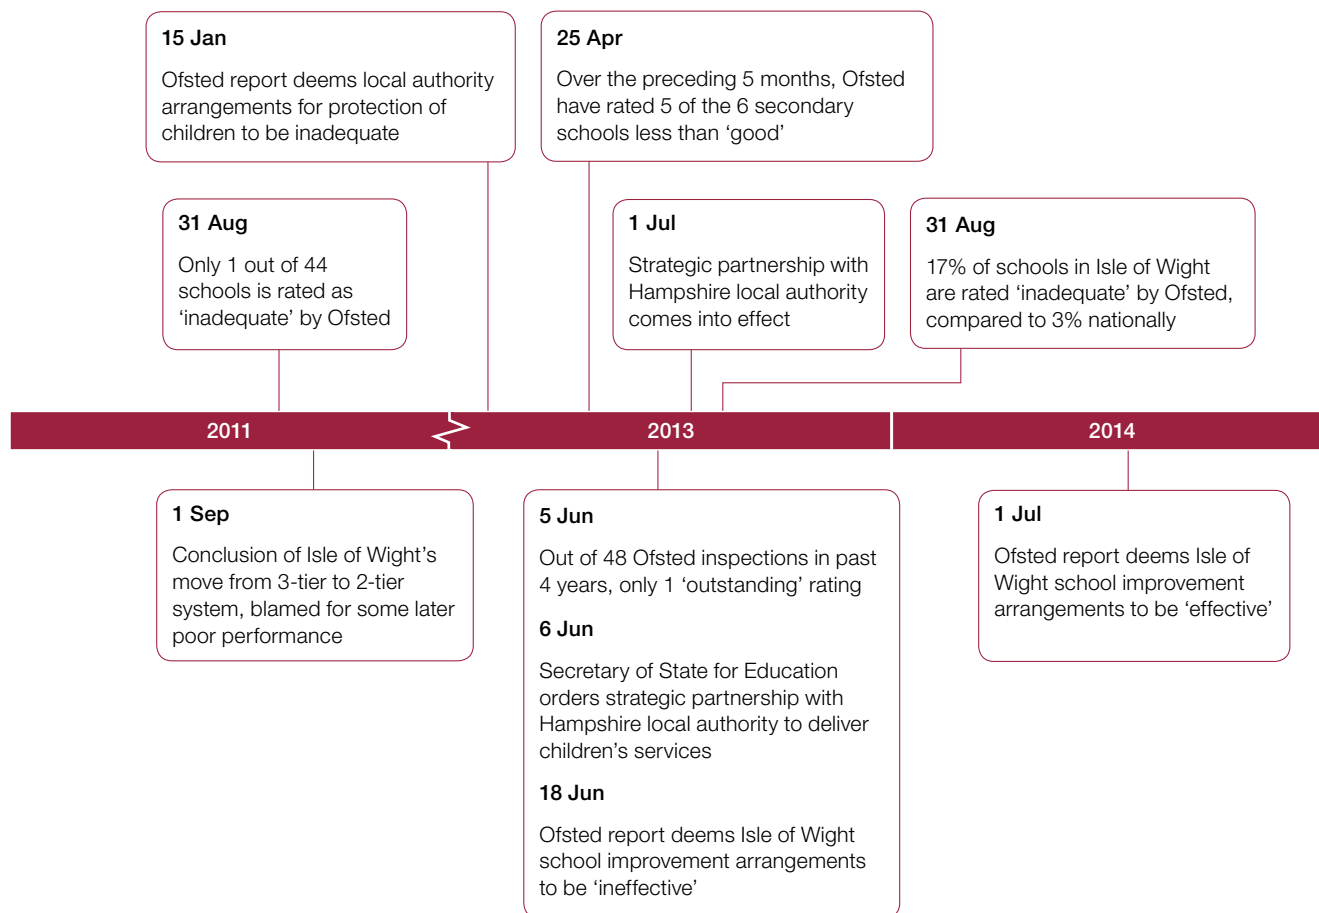 15 Jan
Ofsted report deems local authority
arrangements for protection of
children to be inadequate
25 Apr
Over the preceding 5 months, Ofsted
have rated 5 of the 6 secondary
schools less than ‘good’
31 Aug
Only 1 out of 44
schools is rated as
‘inadequate’ by Ofsted
1 Jul
Strategic partnership with
Hampshire local authority
comes into effect
31 Aug
17% of schools in Isle of Wight
are rated ‘inadequate’ by Ofsted,
compared to 3% nationally
2011
2013
2014
1 Sep
Conclusion of Isle of Wight’s
move from 3-tier to 2-tier
system, blamed for some later
poor performance
5 Jun
Out of 48 Ofsted inspections in past
4 years, only 1 ‘outstanding’ rating
6 Jun
Secretary of State for Education
orders strategic partnership with
Hampshire local authority to deliver
children’s services
18 Jun
Ofsted report deems Isle of Wight
school improvement arrangements
to be ‘ineffective’
1 Jul
Ofsted report deems Isle of
Wight school improvement
arrangements to be ‘effective’